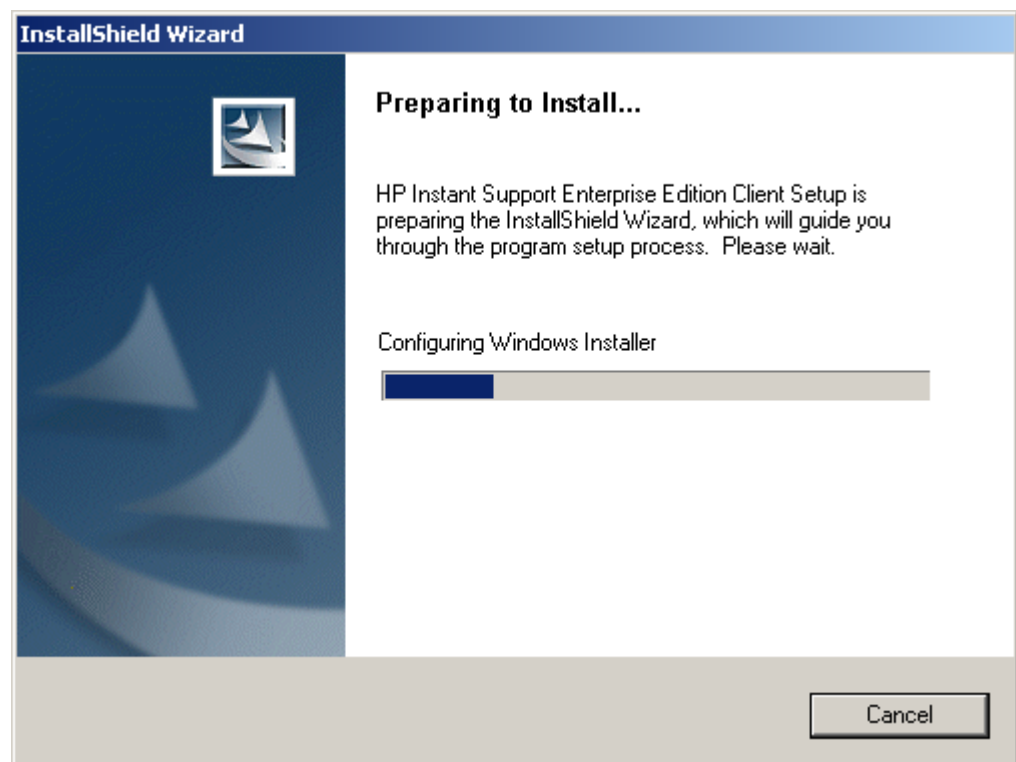 InstallShield Wizard
Preparing to Install...
HP Instant Support Enterprise Edition Client Setup is
preparing the InstallShield Wizard, which will guide you
through the program setup process.  Please wait.
Configuring Windows Installer
Cancel